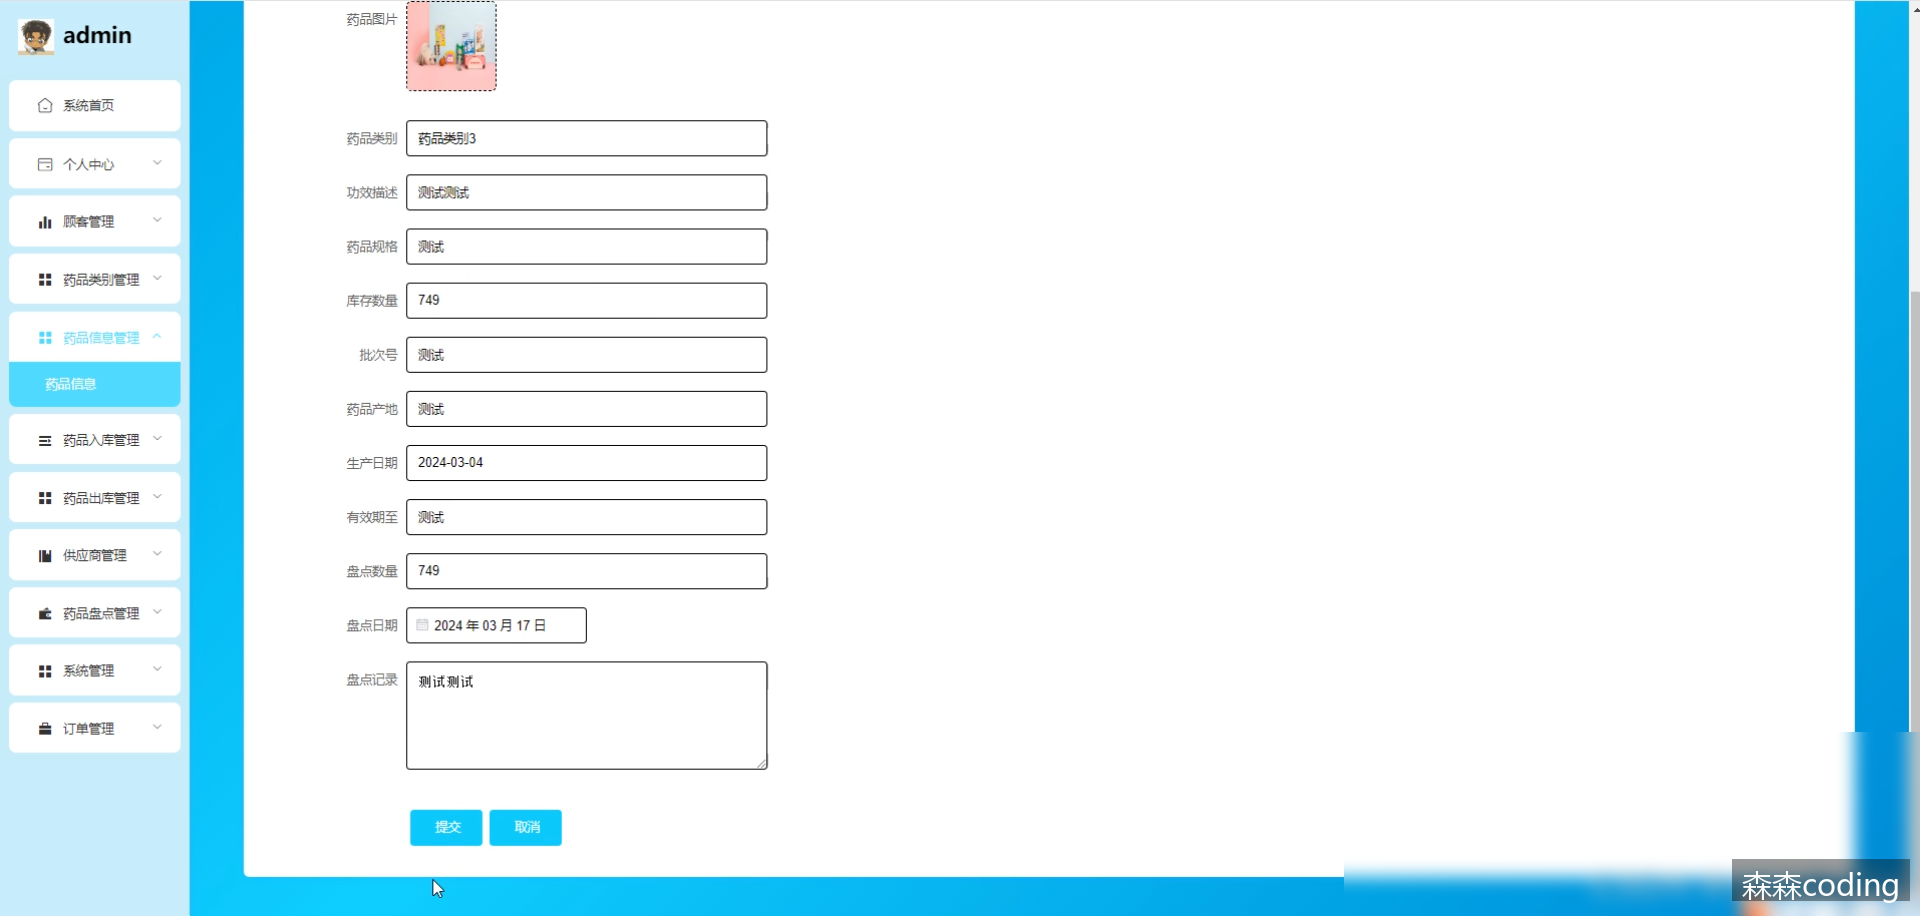 admin
系统首页
个人中心
顾客管理
药品类别管理
药品信息管理
药品信息
药品入库管理
药品出库管理
供应商管理
药品盘点管理
系统管理
订单管理
药品图片
药品类别 药品类别3
功效描述 测试测试
药品规格 测试
库存数量 749
批次号 测试
药品产地 测试
生产日期 2024-03-04
有效期至 测试
盘点数量 749
盘点日期 2024 年 03 月 17 日
盘点记录 测试测试
提交 取消
森森coding